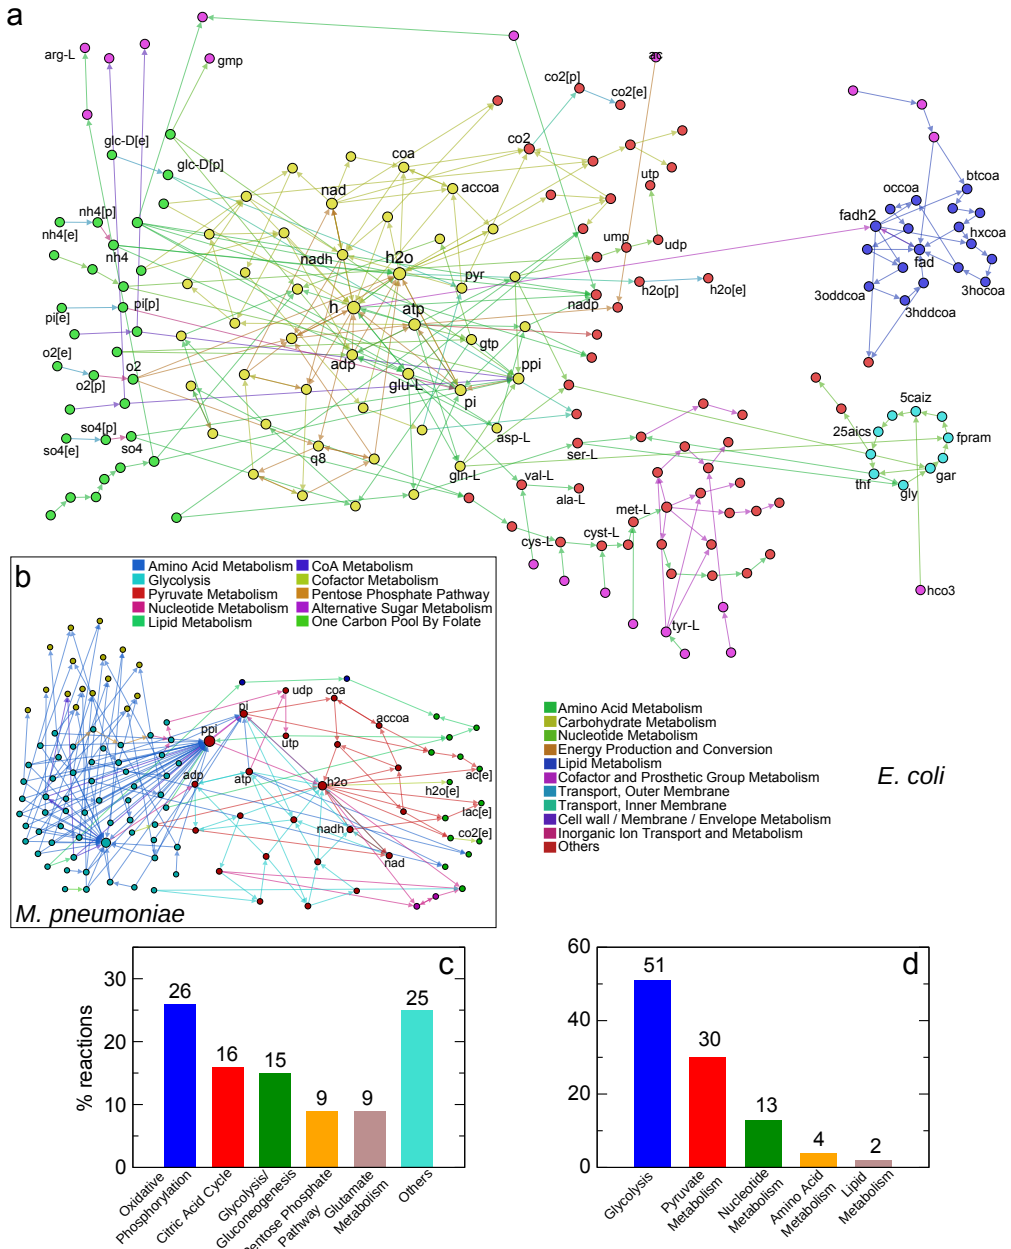 a
arg-L
gmp
ac
co2[p]
co2[e]
glc-D[e]
glc-D[p]
coa
co2
accoa
utp
nad
btcoa
occoa
fadh2
hxcoa
nh4[p]
nh4[e]
nh4
nadh
h2o
pyr
ump
udp
fad
3oddcoa
3hocoa
3hddcoa
pi[e]
pi[p]
h
atp
nadp
h2o[p]
h2o[e]
gtp
o2[e]
o2[p]
o2
adp
glu-L
ppi
pi
5caiz
25aics
fpram
so4[p]
so4[e]
so4
q8
asp-L
ser-L
gln-L
val-L
ala-L
thf
gly
gar
met-L
cys-L
cyst-L
tyr-L
hco3
b
Amino Acid Metabolism
Glycolysis
Pyruvate Metabolism
Nucleotide Metabolism
Lipid Metabolism
CoA Metabolism
Cofactor Metabolism
Pentose Phosphate Pathway
Alternative Sugar Metabolism
One Carbon Pool By Folate
udp
coa
pi
accoa
ppi
utp
adp
atp
h2o
ac[e]
h2o[e]
lac[e]
nadh
co2[e]
nad
M. pneumoniae
Amino Acid Metabolism
Carbohydrate Metabolism
Nucleotide Metabolism
Energy Production and Conversion
Lipid Metabolism
Cofactor and Prosthetic Group Metabolism
Transport, Outer Membrane
Transport, Inner Membrane
Cell wall / Membrane / Envelope Metabolism
Inorganic Ion Transport and Metabolism
Others
E. coli
c
% reactions
30
20
10
0
26
16
15
9
9
25
Oxidative
Phosphorylation
Citric Acid Cycle
Glycolysis/
Gluconeogenesis
Pentose Phosphate
Pathway
Glutamate
Metabolism
Others
d
60
40
20
0
51
30
13
4
2
Glycolysis
Pyruvate
Metabolism
Nucleotide
Metabolism
Amino Acid
Metabolism
Lipid
Metabolism